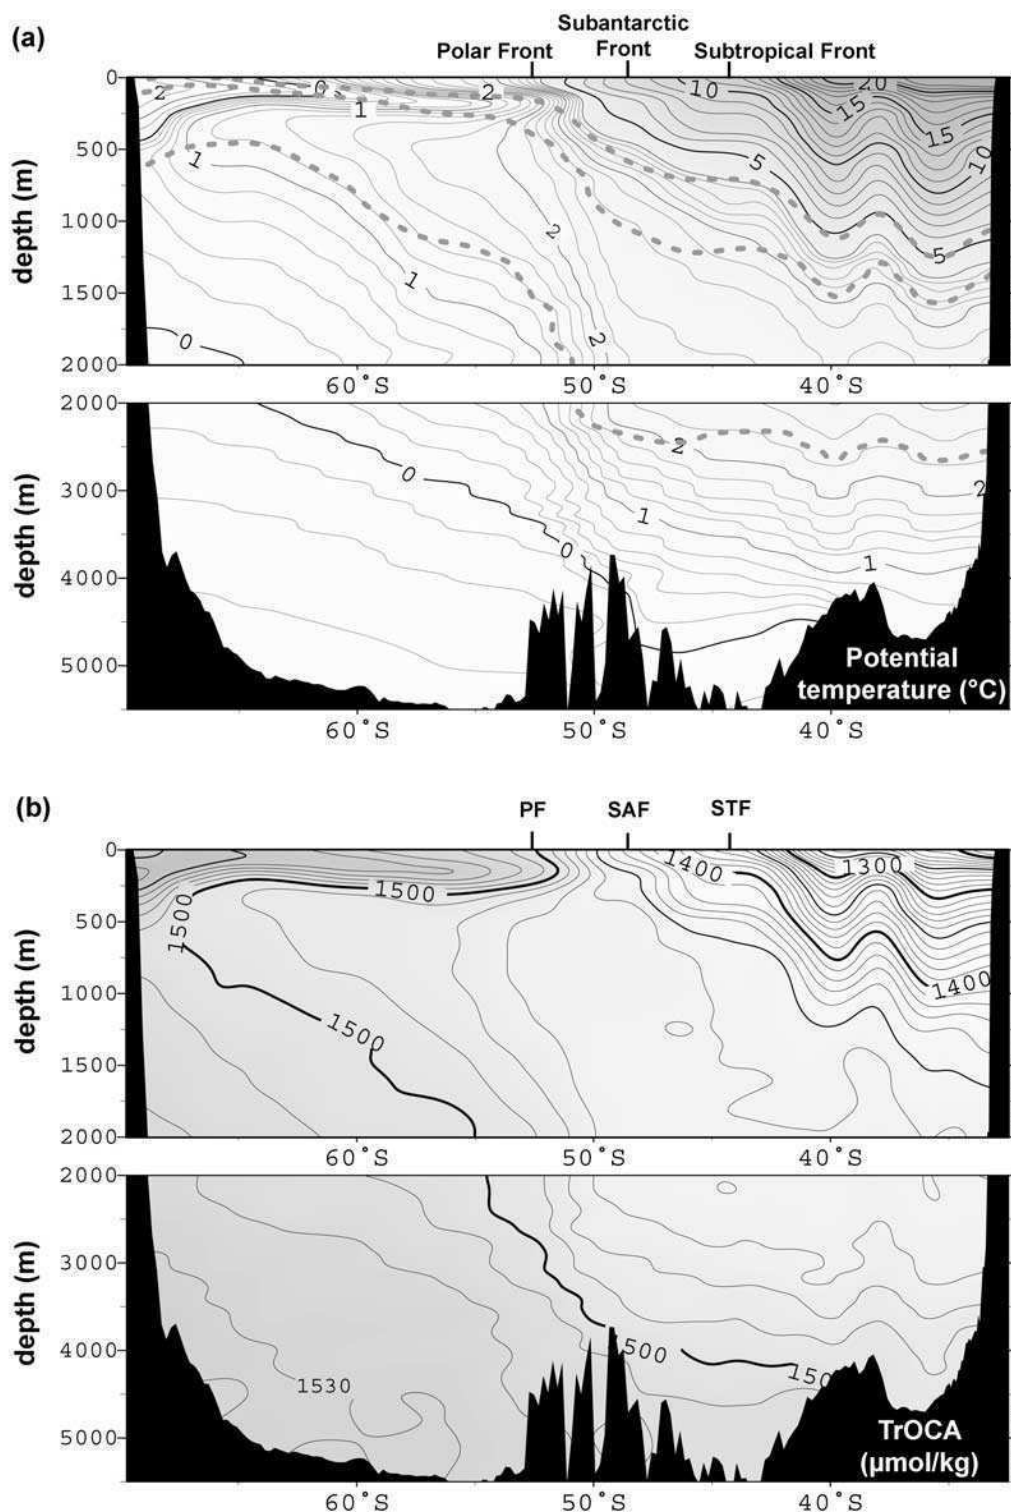 (a)
Subantarctic
Polar Front Front Subtropical Front
0
500
1000
1500
2000
depth (m)
2 0 2 10 20
1 15
15
1 5 10
2
1 5
0 2
60°S 50°S 40°S
2000
3000
4000
5000
depth (m)
2
0 2
1
0 1
Potential
temperature (°C)
60°S 50°S 40°S
(b)
PF SAF STF
0
500
1000
1500
2000
depth (m)
1400 1300
1500
1500
1400
1500
60°S 50°S 40°S
2000
3000
4000
5000
depth (m)
500
150
1530
TrOCA
(µmol/kg)
60°S 50°S 40°S